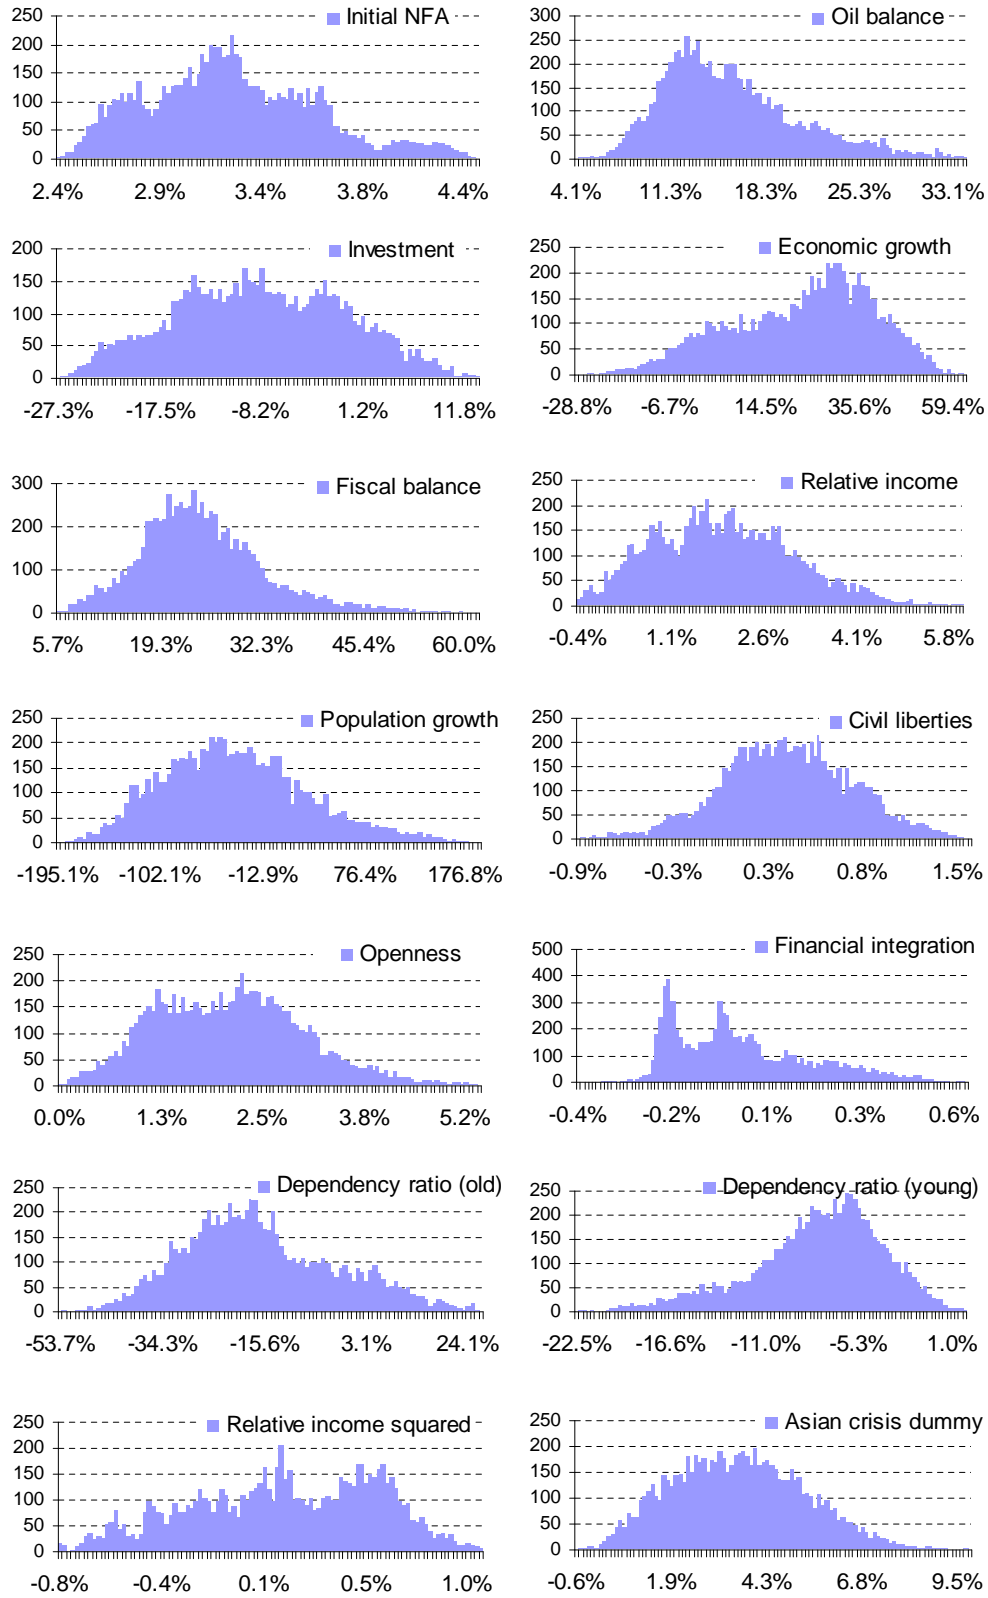 Initial NFA
250
200
150
100
50
0
2.4% 2.9% 3.4% 3.8% 4.4%
Oil balance
300
250
200
150
100
50
0
4.1% 11.3% 18.3% 25.3% 33.1%
Investment
200
150
100
50
0
-27.3% -17.5% -8.2% 1.2% 11.8%
Economic growth
250
200
150
100
50
0
-28.8% -6.7% 14.5% 35.6% 59.4%
Fiscal balance
300
200
100
0
5.7% 19.3% 32.3% 45.4% 60.0%
Relative income
250
200
150
100
50
0
-0.4% 1.1% 2.6% 4.1% 5.8%
Population growth
250
200
150
100
50
0
-195.1% -102.1% -12.9% 76.4% 176.8%
Civil liberties
250
200
150
100
50
0
-0.9% -0.3% 0.3% 0.8% 1.5%
Openness
250
200
150
100
50
0
0.0% 1.3% 2.5% 3.8% 5.2%
Financial integration
500
400
300
200
100
0
-0.4% -0.2% 0.1% 0.3% 0.6%
Dependency ratio (old)
250
200
150
100
50
0
-53.7% -34.3% -15.6% 3.1% 24.1%
Dependency ratio (young)
250
200
150
100
50
0
-22.5% -16.6% -11.0% -5.3% 1.0%
Relative income squared
250
200
150
100
50
0
-0.8% -0.4% 0.1% 0.5% 1.0%
Asian crisis dummy
250
200
150
100
50
0
-0.6% 1.9% 4.3% 6.8% 9.5%